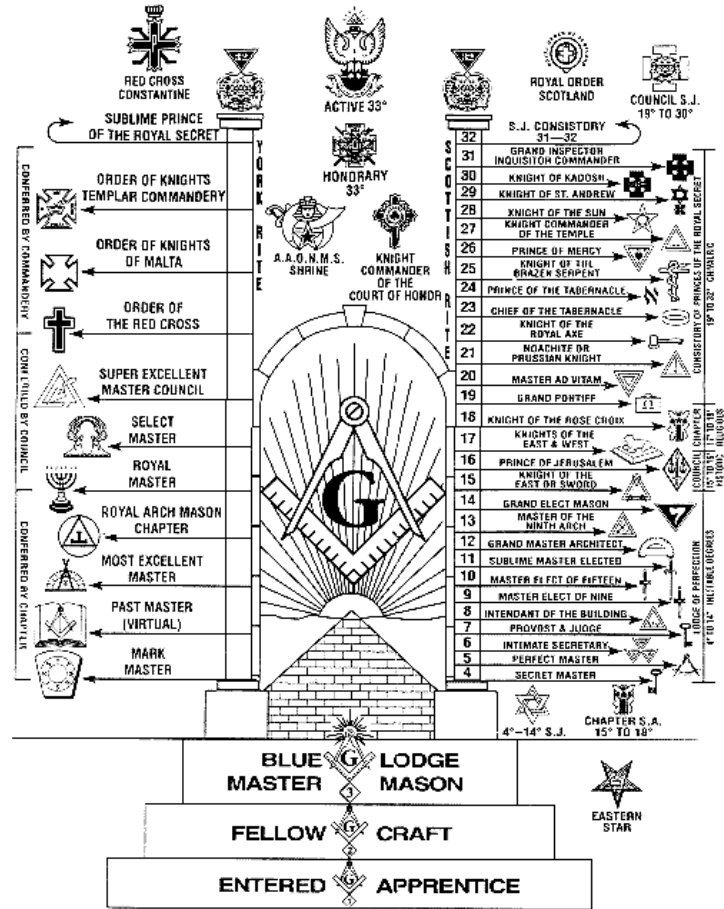 RED CROSS
CONSTANTINE
ACTIVE 33°
ROYAL ORDER
SCOTLAND
COUNCIL S.J.
19° TO 30°
SUBLIME PRINCE
OF THE ROYAL SECRET
HONORARY
33°
A.A.O.N.M.S.
SHRINE
KNIGHT
COMMANDER
OF THE
COURT OF HONOR
YORK RITE
SCOTTISH RITE
CONFERRED BY COMMANDERY
ORDER OF KNIGHTS
TEMPLAR COMMANDERY
ORDER OF KNIGHTS
OF MALTA
ORDER OF
THE RED CROSS
CONFERRED BY COUNCIL
SUPER EXCELLENT
MASTER COUNCIL
SELECT
MASTER
ROYAL
MASTER
CONFERRED BY CHAPTER
ROYAL ARCH MASON
CHAPTER
MOST EXCELLENT
MASTER
PAST MASTER
(VIRTUAL)
MARK
MASTER
G
32 S.J. CONSISTORY
31—32
31 GRAND INSPECTOR
INQUISITOR COMMANDER
30 KNIGHT OF KADOSH
29 KNIGHT OF ST. ANDREW
28 KNIGHT OF THE SUN
27 KNIGHT COMMANDER
OF THE TEMPLE
26 PRINCE OF MERCY
25 KNIGHT OF THE
BRAZEN SERPENT
24 PRINCE OF THE TABERNACLE
23 CHIEF OF THE TABERNACLE
22 KNIGHT OF THE
ROYAL AXE
21 NOACHITE OR
PRUSSIAN KNIGHT
20 MASTER AD VITAM
19 GRAND PONTIFF
18 KNIGHT OF THE ROSE CROIX
17 KNIGHTS OF THE
EAST & WEST
16 PRINCE OF JERUSALEM
15 KNIGHT OF THE
EAST OR SWORD
14 GRAND ELECT MASON
13 MASTER OF THE
NINTH ARCH
12 GRAND MASTER ARCHITECT
11 SUBLIME MASTER ELECTED
10 MASTER ELECT OF FIFTEEN
9 MASTER ELECT OF NINE
8 INTENDANT OF THE BUILDING
7 PROVOST & JUDGE
6 INTIMATE SECRETARY
5 PERFECT MASTER
4 SECRET MASTER
CONSISTORY OF PRINCES OF THE ROYAL SECRET
19° TO 32° CHIVALRIC
CHAPTER
COUNCIL
LODGE OF PERFECTION
4° TO 14° INEFFABLE DEGREES
4°–14° S.J.
CHAPTER S.A.
15° TO 18°
EASTERN
STAR
BLUE G LODGE
MASTER 3 MASON
FELLOW G CRAFT
2
ENTERED G APPRENTICE
1